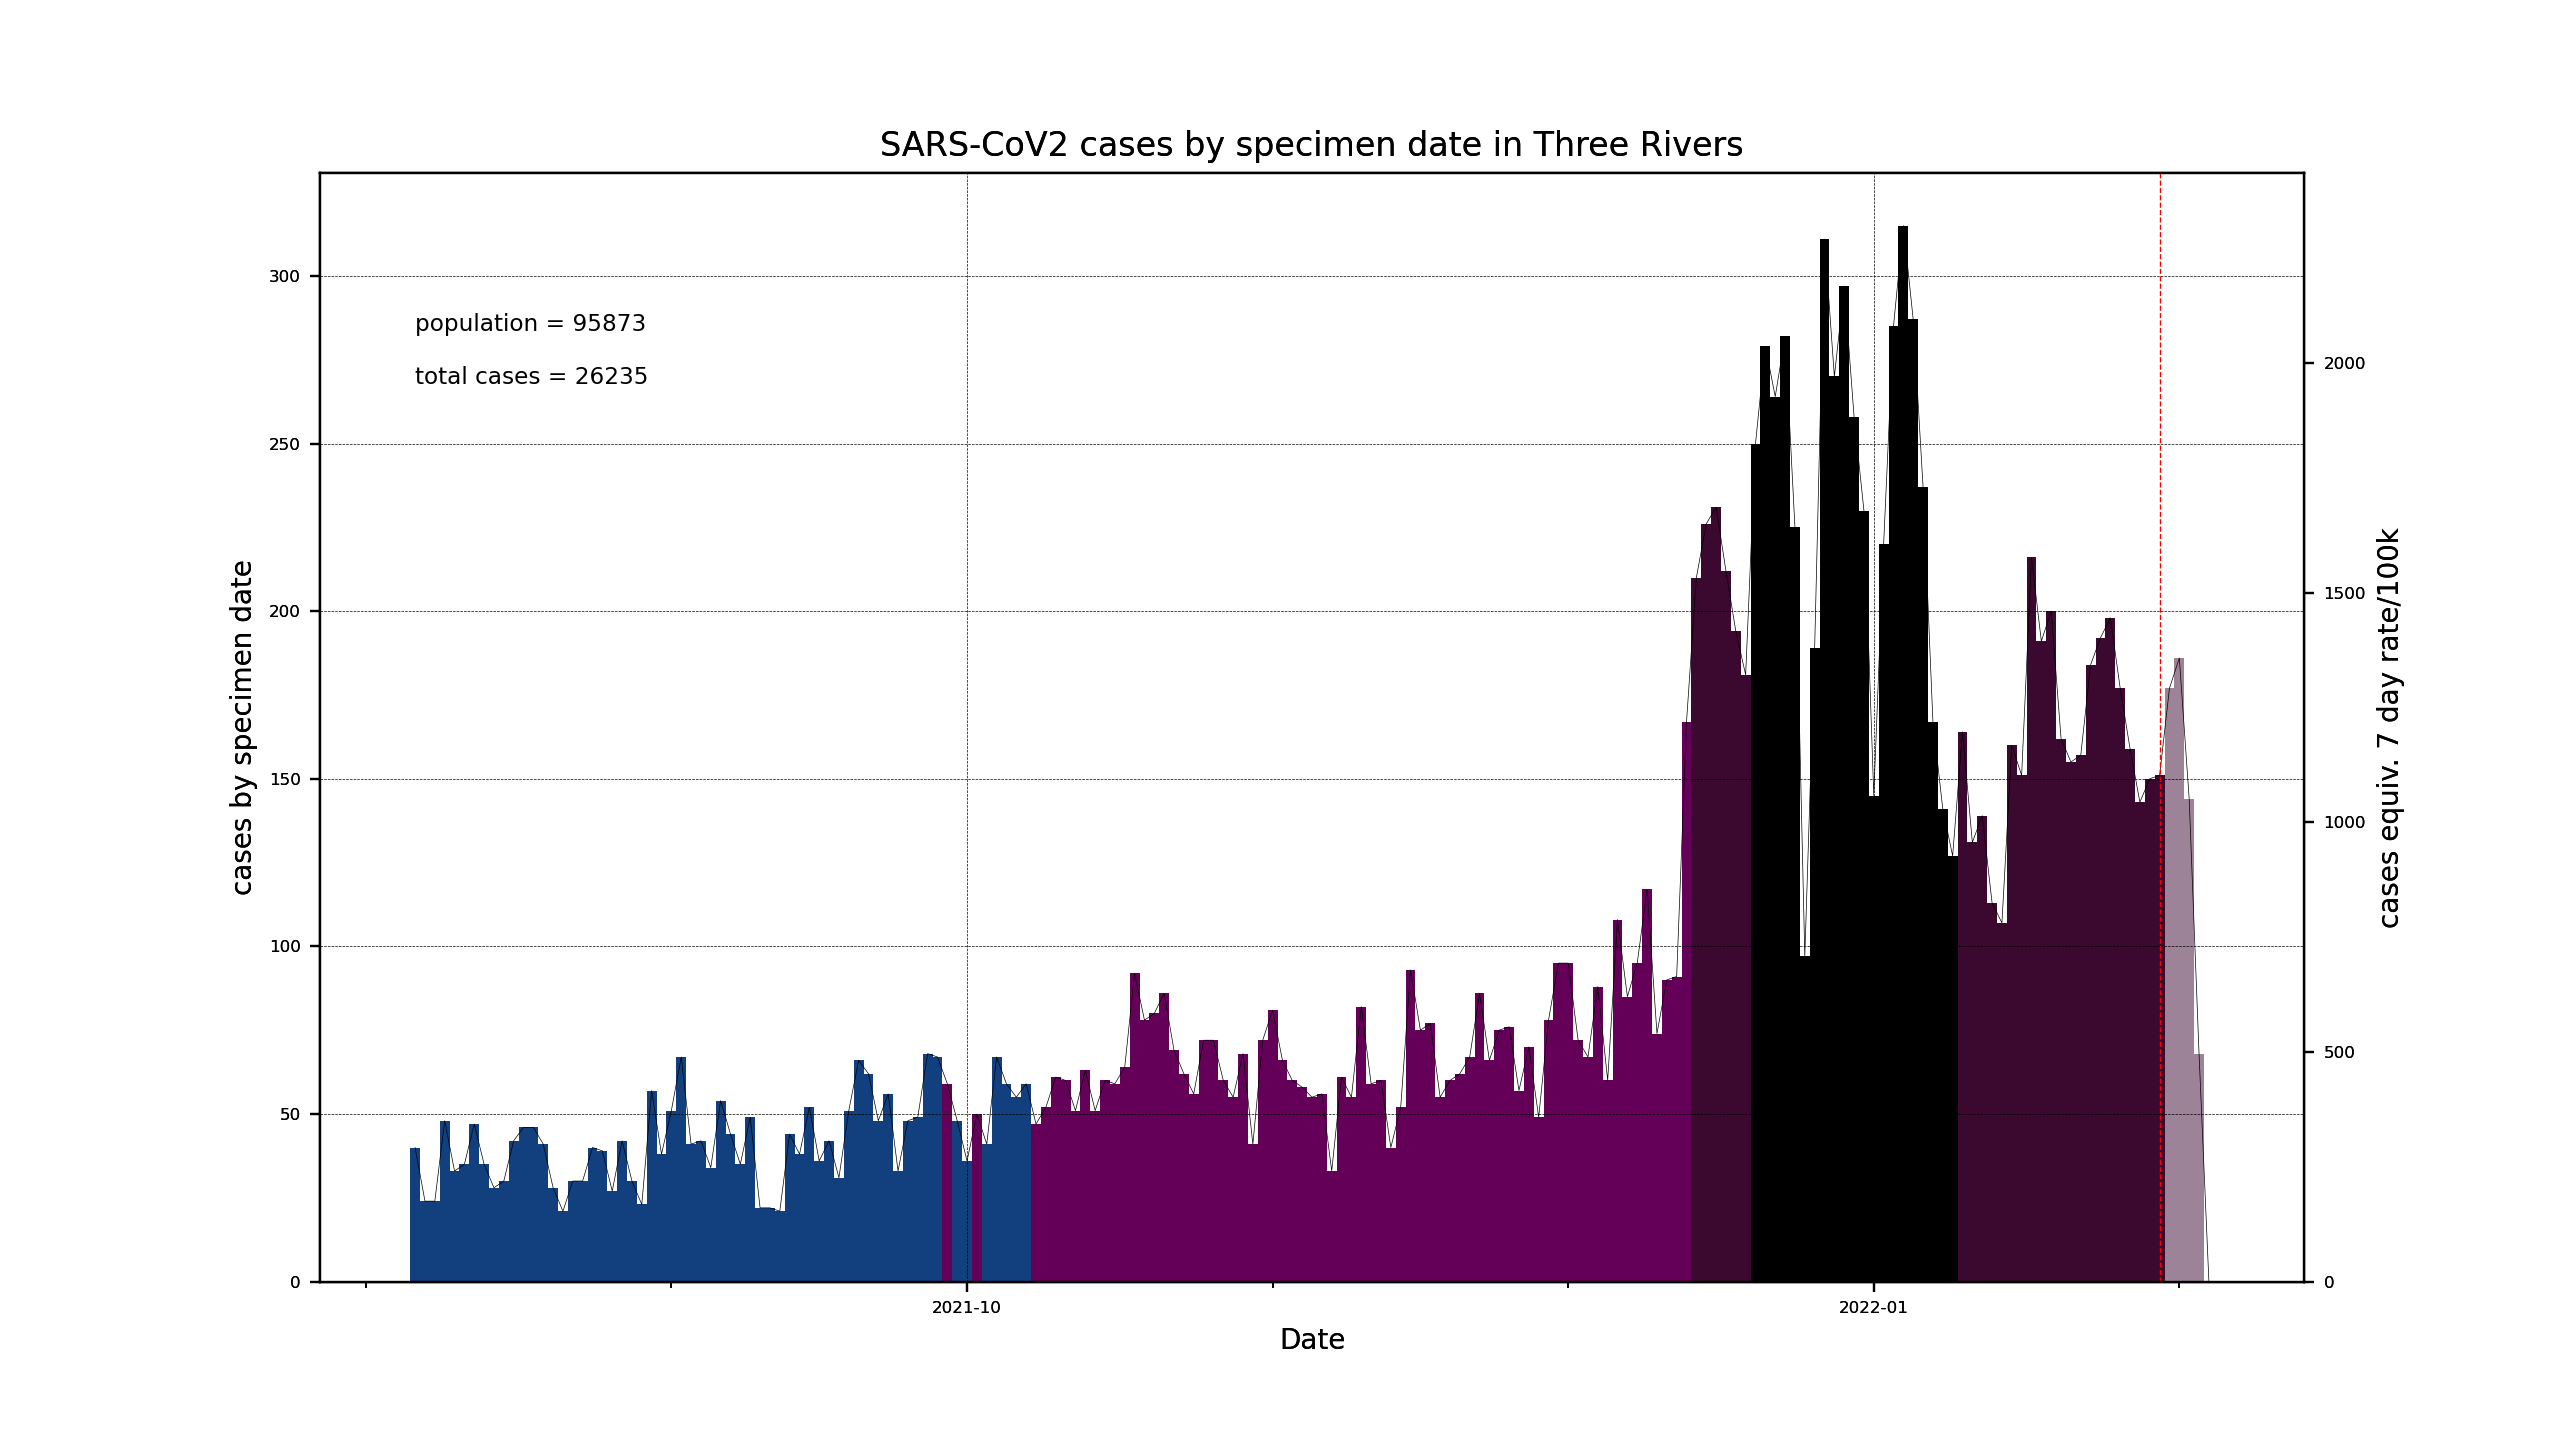 SARS-CoV2 cases by specimen date in Three Rivers
population = 95873
total cases = 26235
cases by specimen date
300
250
200
150
100
50
0
2000
1500
1000
500
0
cases equiv. 7 day rate/100k
2021-10
2022-01
Date